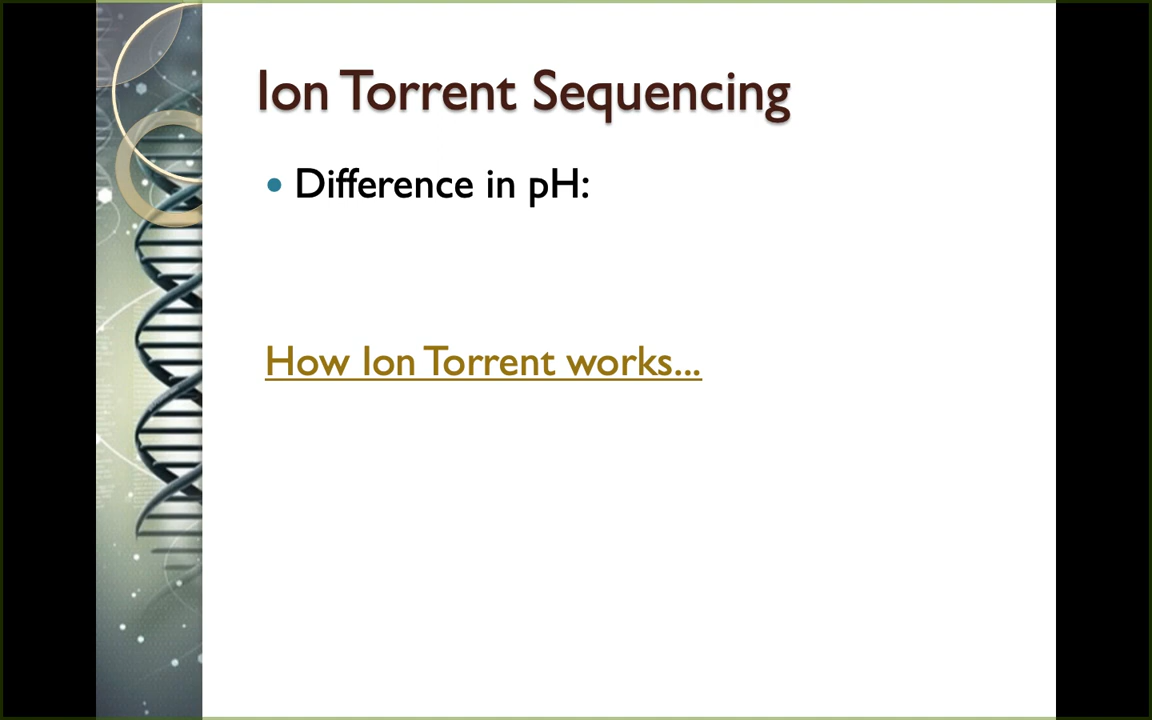 Ion Torrent Sequencing
• Difference in pH:
How Ion Torrent works...